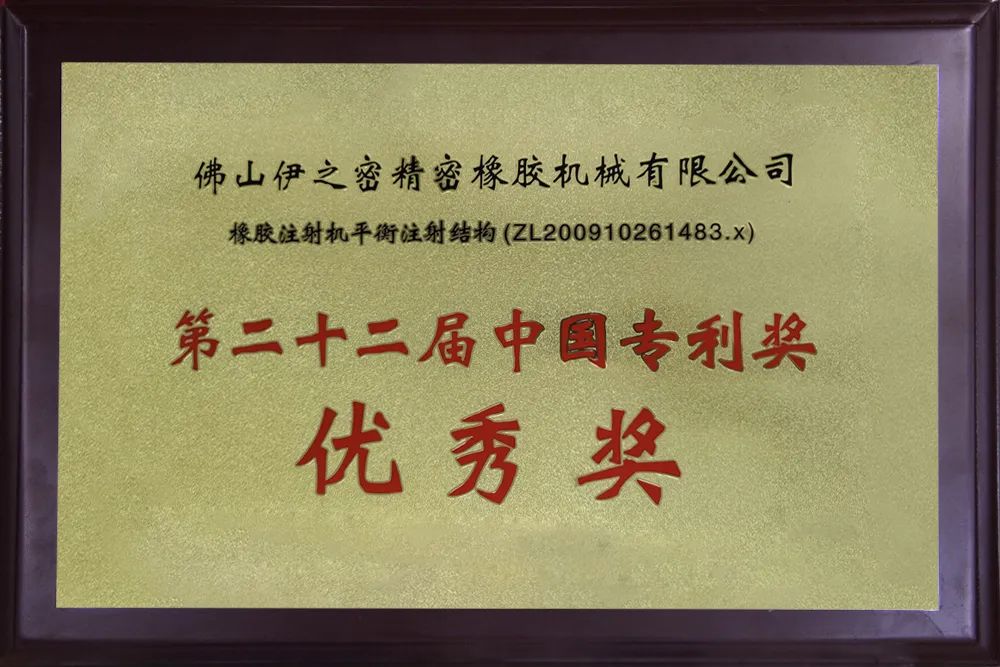 佛山伊之密精密橡胶机械有限公司
橡胶注射机平衡注射结构(ZL200910261483.x)
第二十二届中国专利奖
优秀奖